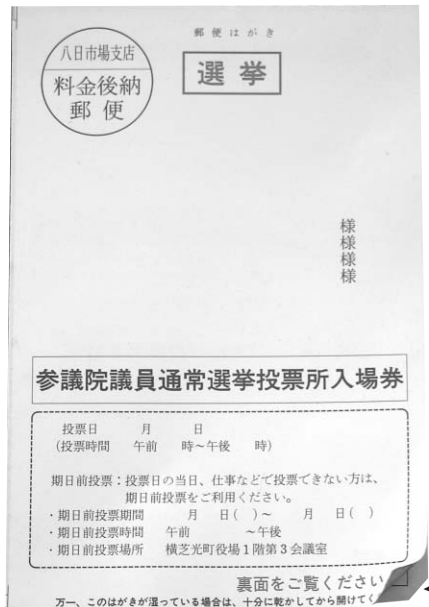 郵便はがき
八日市場支店
料金後納
郵便
選挙
様
様
様
様
参議院議員通常選挙投票所入場券
投票日 月 日
(投票時間 午前 時～午後 時)
期日前投票：投票日の当日、仕事などで投票できない方は、
期日前投票をご利用ください。
・期日前投票期間 月 日( )～ 月 日( )
・期日前投票時間 午前 ～午後
・期日前投票場所 横芝光町役場1階第3会議室
裏面をご覧ください
万一、このはがきが湿っている場合は、十分に乾かしてから開けてく